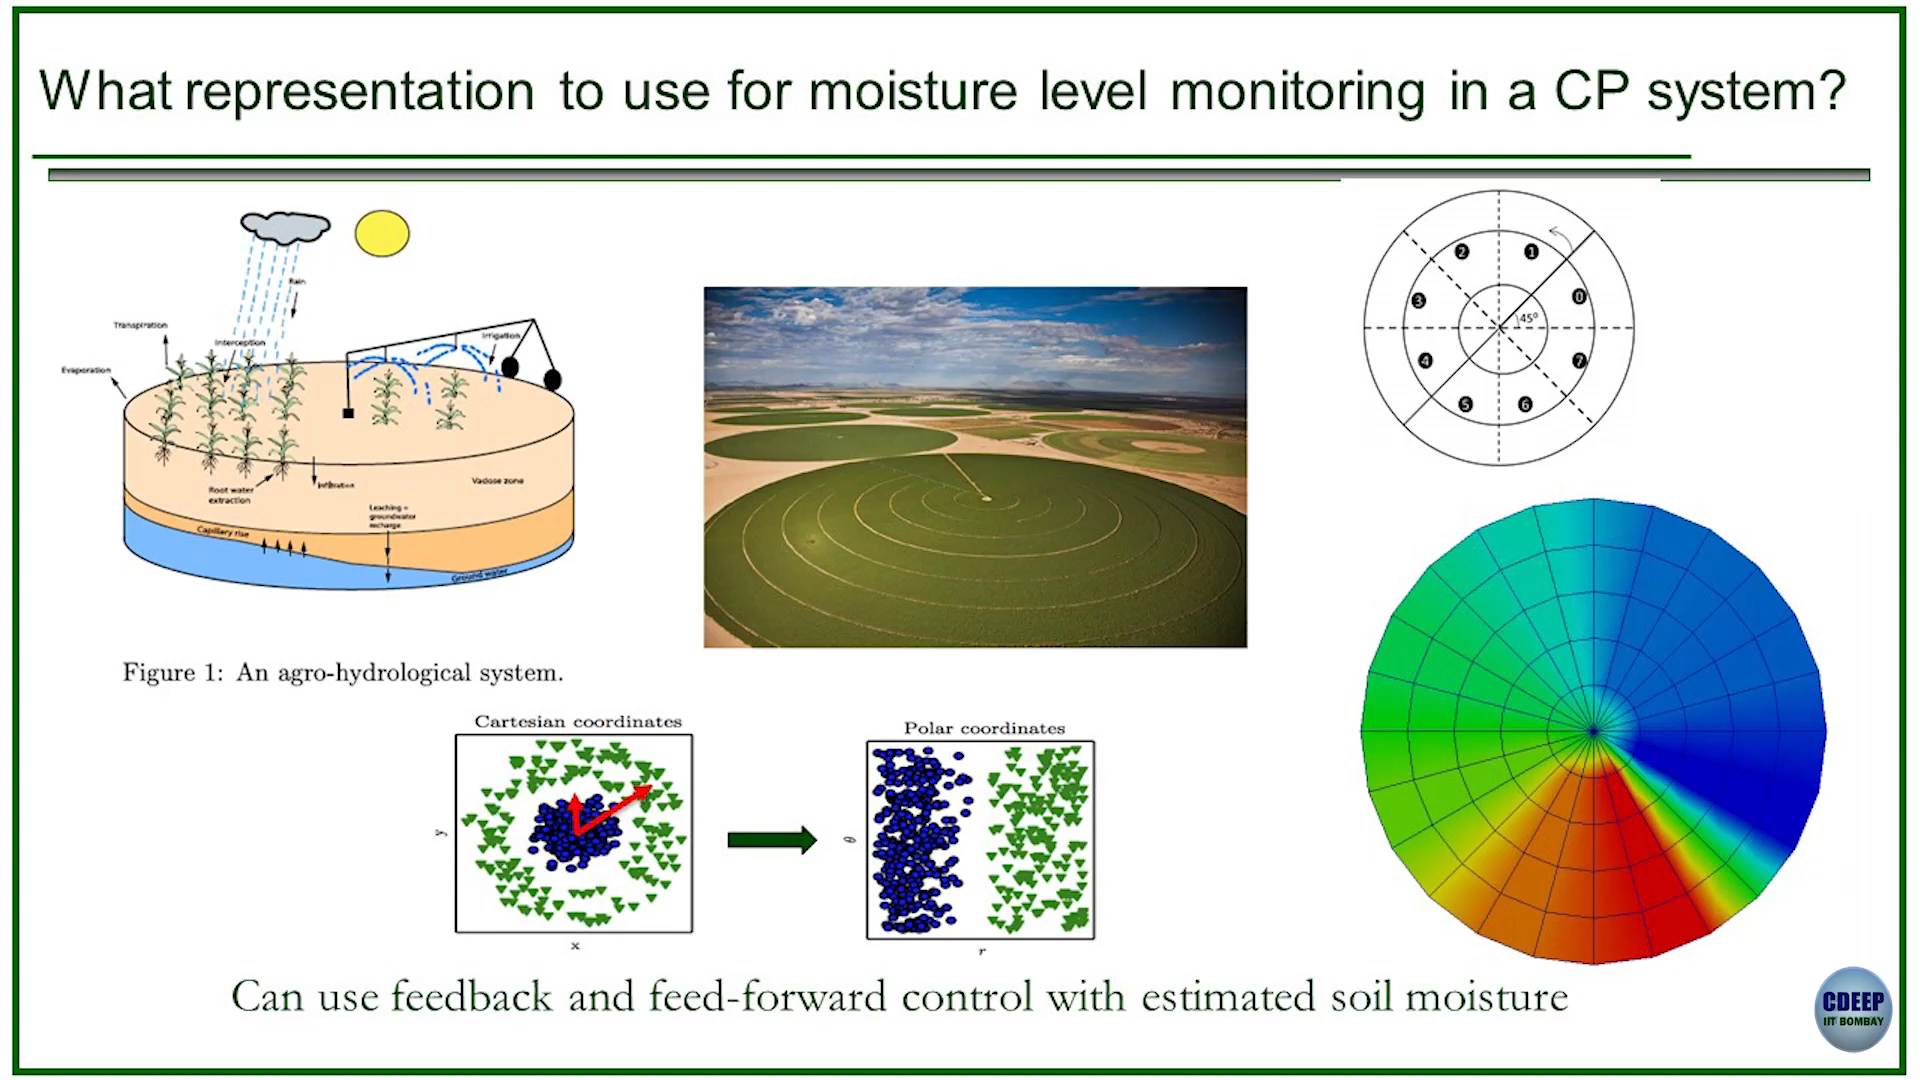 What representation to use for moisture level monitoring in a CP system?
Rain
Transpiration
Interception
Irrigation
Evaporation
Root water
extraction
Infiltration
Vadose zone
Leaching =
groundwater
recharge
Capillary rise
Ground water
Figure 1: An agro-hydrological system.
2
1
3
0
45°
4
7
5
6
Cartesian coordinates
y
x
Polar coordinates
θ
r
Can use feedback and feed-forward control with estimated soil moisture
CDEEP
IIT BOMBAY